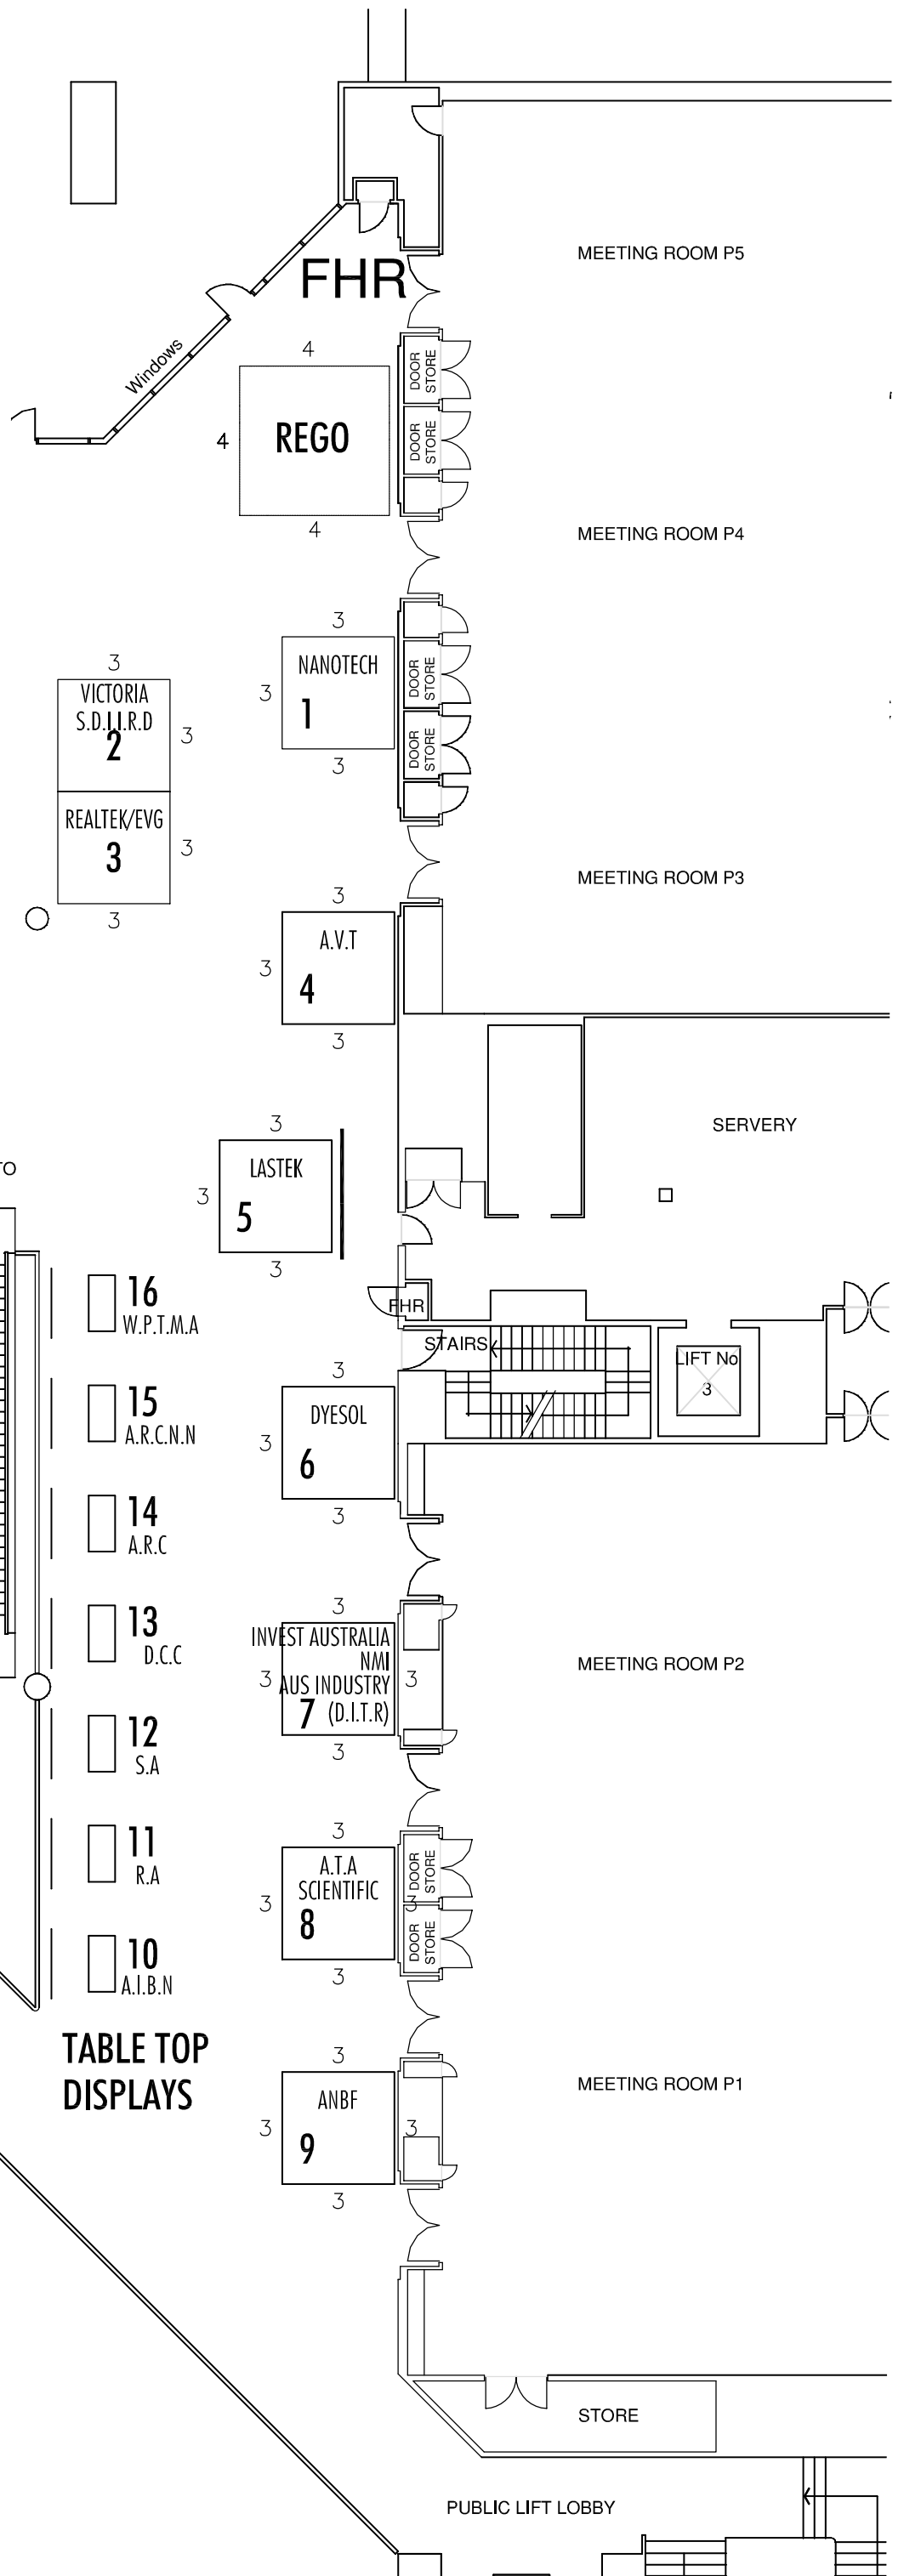 MEETING ROOM P5
FHR
Windows
4
DOOR
STORE
4
REGO
DOOR
STORE
4
MEETING ROOM P4
3
3
NANOTECH
3
1
DOOR
STORE
3
VICTORIA
S.D.I.I.R.D
2
3
DOOR
STORE
3
REALTEK/EVG
3
3
3
MEETING ROOM P3
3
A.V.T
3
4
3
3
SERVERY
TO
LASTEK
3
5
3
16
W.P.T.M.A
FHR
STAIRS
LIFT No
3
3
15
A.R.C.N.N
DYESOL
3
6
3
14
A.R.C
3
13
D.C.C
INVEST AUSTRALIA
NMI
3
AUS INDUSTRY
3
7 (D.I.T.R)
MEETING ROOM P2
3
12
S.A
3
11
R.A
A.T.A
SCIENTIFIC
3
8
3
DOOR
STORE
DOOR
STORE
3
10
A.I.B.N
TABLE TOP
DISPLAYS
3
ANBF
3
9
3
MEETING ROOM P1
3
STORE
PUBLIC LIFT LOBBY